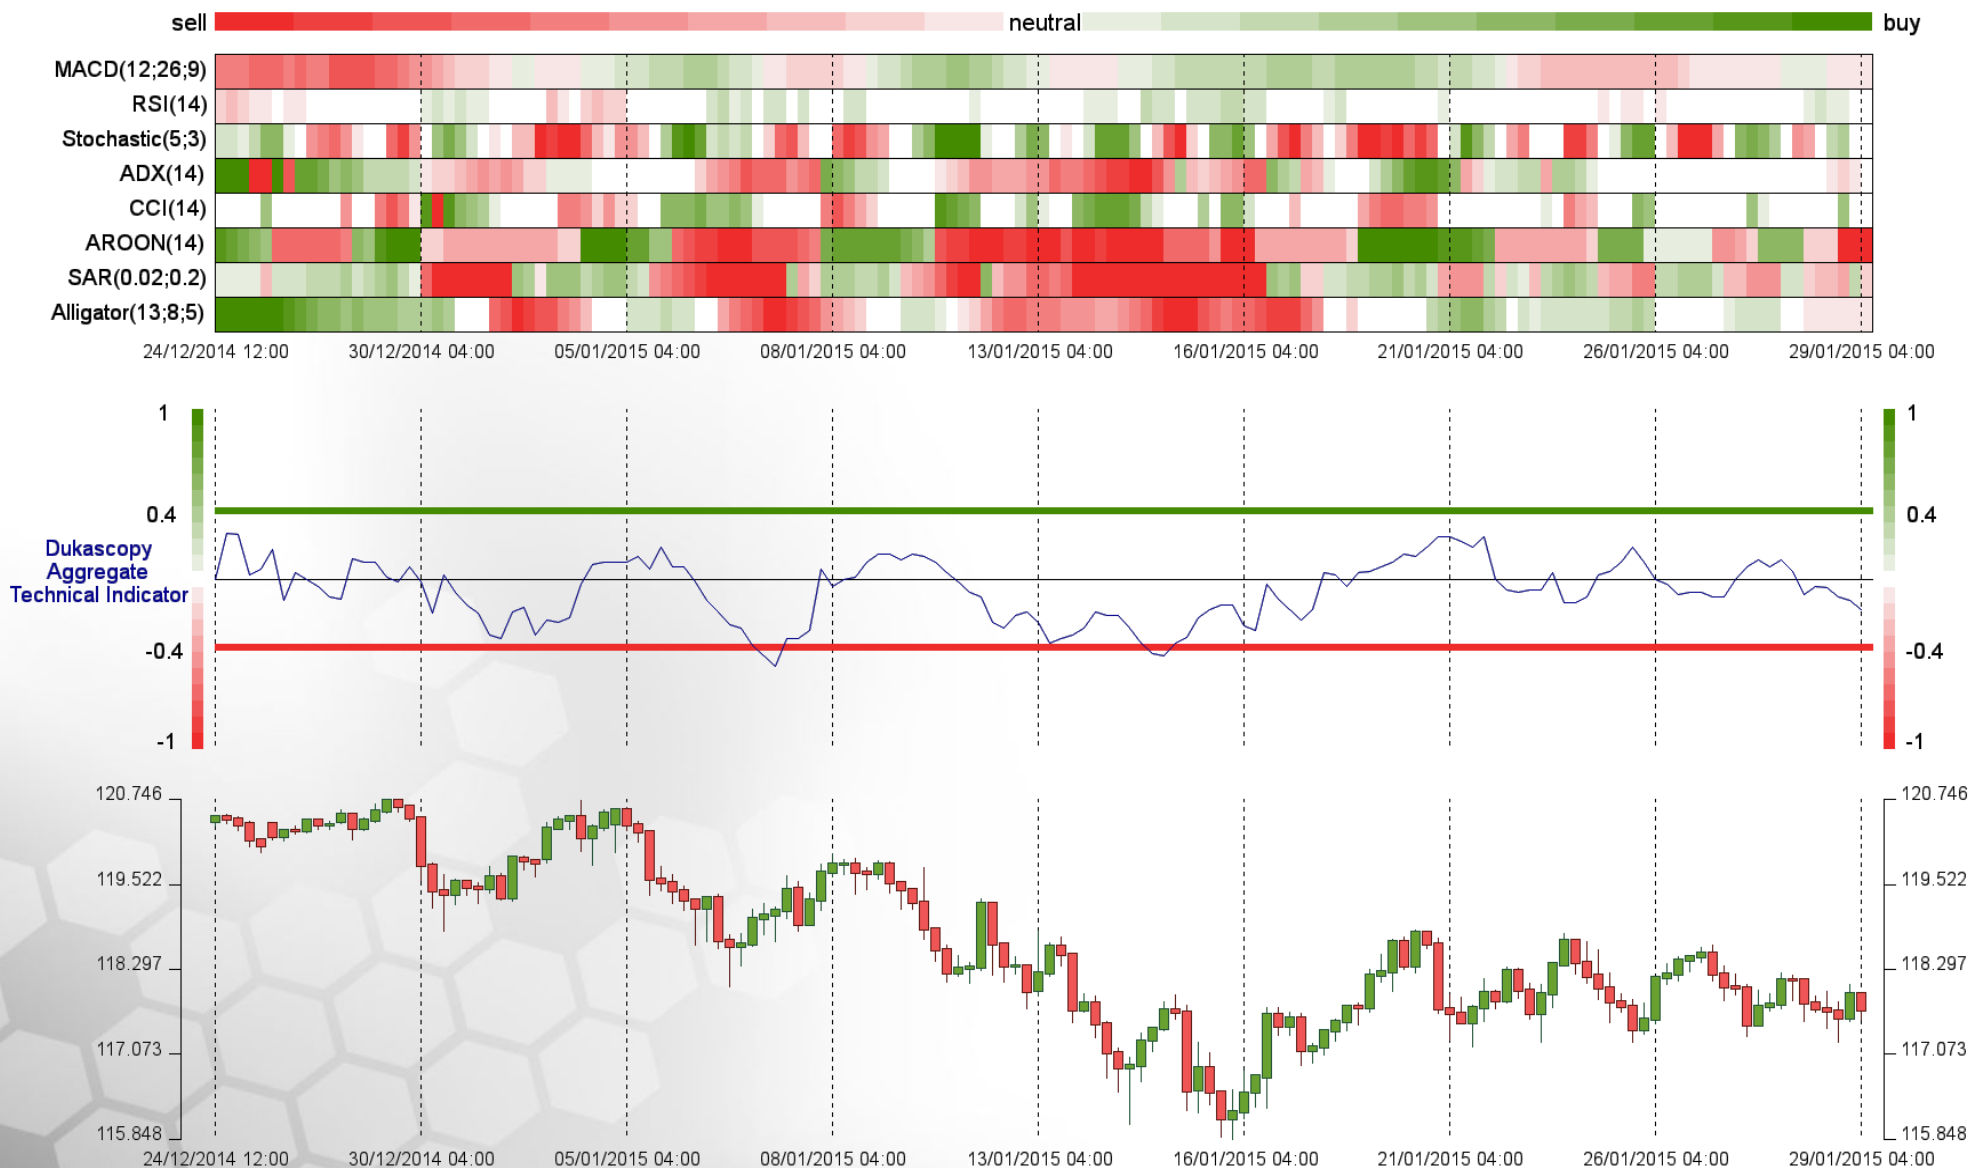 sell neutral buy
MACD(12;26;9)
RSI(14)
Stochastic(5;3)
ADX(14)
CCI(14)
AROON(14)
SAR(0.02;0.2)
Alligator(13;8;5)
24/12/2014 12:00 30/12/2014 04:00 05/01/2015 04:00 08/01/2015 04:00 13/01/2015 04:00 16/01/2015 04:00 21/01/2015 04:00 26/01/2015 04:00 29/01/2015 04:00
1 1
0.4 0.4
Dukascopy
Aggregate
Technical Indicator
-0.4 -0.4
-1 -1
120.746 120.746
119.522 119.522
118.297 118.297
117.073 117.073
115.848 115.848
24/12/2014 12:00 30/12/2014 04:00 05/01/2015 04:00 08/01/2015 04:00 13/01/2015 04:00 16/01/2015 04:00 21/01/2015 04:00 26/01/2015 04:00 29/01/2015 04:00